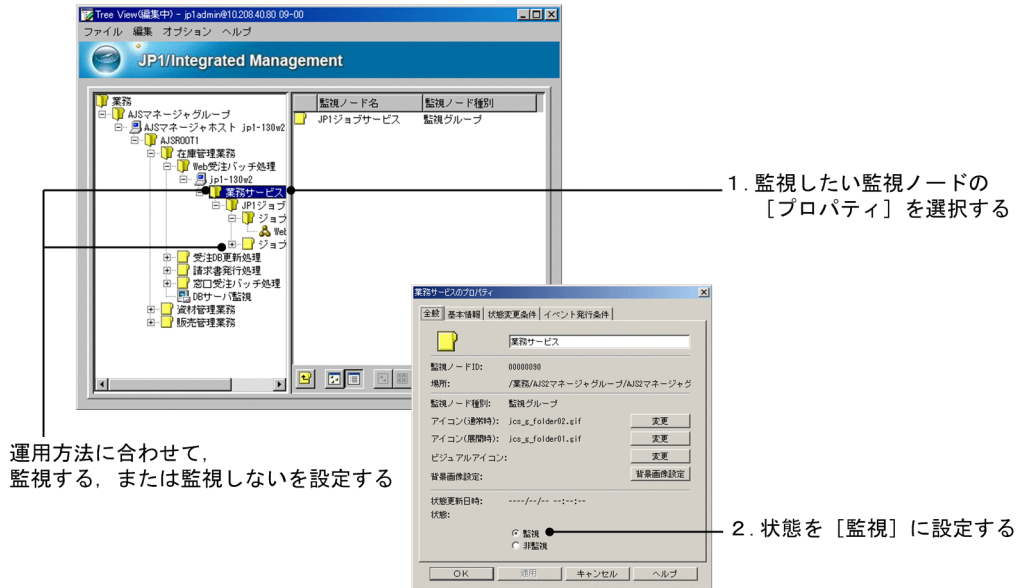 Tree View(編集中) - jp1admin@10.208.40.80 09-00
ファイル 編集 オプション ヘルプ
JP1/Integrated Management
業務
AJSマネージャグループ
AJSマネージャホスト jp1-130w2
AJSROOT1
在庫管理業務
Web受注バッチ処理
jp1-130w2
業務サービス
JP1ジョブ
ジョブ
Web
ジョブ
受注DB更新処理
請求書発行処理
窓口受注バッチ処理
DBサーバ監視
資材管理業務
販売管理業務
監視ノード名 監視ノード種別
JP1ジョブサービス 監視グループ
1.監視したい監視ノードの
[プロパティ]を選択する
運用方法に合わせて,
監視する,または監視しないを設定する
業務サービスのプロパティ
全般 基本情報 状態変更条件 イベント発行条件
業務サービス
監視ノードID: 00000090
場所: /業務/AJS2マネージャグループ/AJS2マネージャグ
監視ノード種別: 監視グループ
アイコン(通常時): jcs_g_folder02.gif 変更
アイコン(展開時): jcs_g_folder01.gif 変更
ビジュアルアイコン: 変更
背景画像設定: 背景画像設定
状態更新日時: ----/--/-- --:--:--
状態:
監視
非監視
2.状態を[監視]に設定する
OK 適用 キャンセル ヘルプ